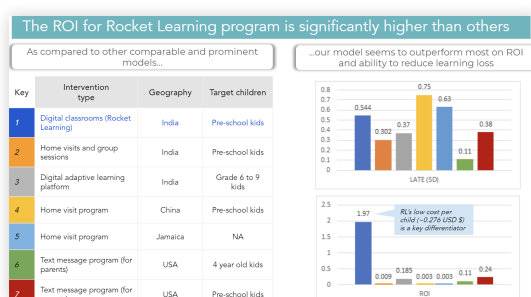 The ROI for Rocket Learning program is significantly higher than others
As compared to other comparable and prominent
models...
Key
Intervention
type
Geography
Target children
1
Digital classrooms (Rocket
Learning)
India
Pre-school kids
2
Home visits and group
sessions
India
Pre-school kids
3
Digital adaptive learning
platform
India
Grade 6 to 9
kids
4
Home visit program
China
Pre-school kids
5
Home visit program
Jamaica
NA
6
Text message program (for
parents)
USA
4 year old kids
7
Text message program (for
USA
Pre-school kids
...our model seems to outperform most on ROI
and ability to reduce learning loss
0.8
0.7
0.6
0.5
0.4
0.3
0.2
0.1
0
0.544
0.302
0.37
0.75
0.63
0.11
0.38
LATE (SD)
2.5
2
1.5
1
0.5
0
1.97
RL's low cost per
child (~0.276 USD $)
is a key differentiator
0.009
0.185
0.003
0.003
0.11
0.24
ROI